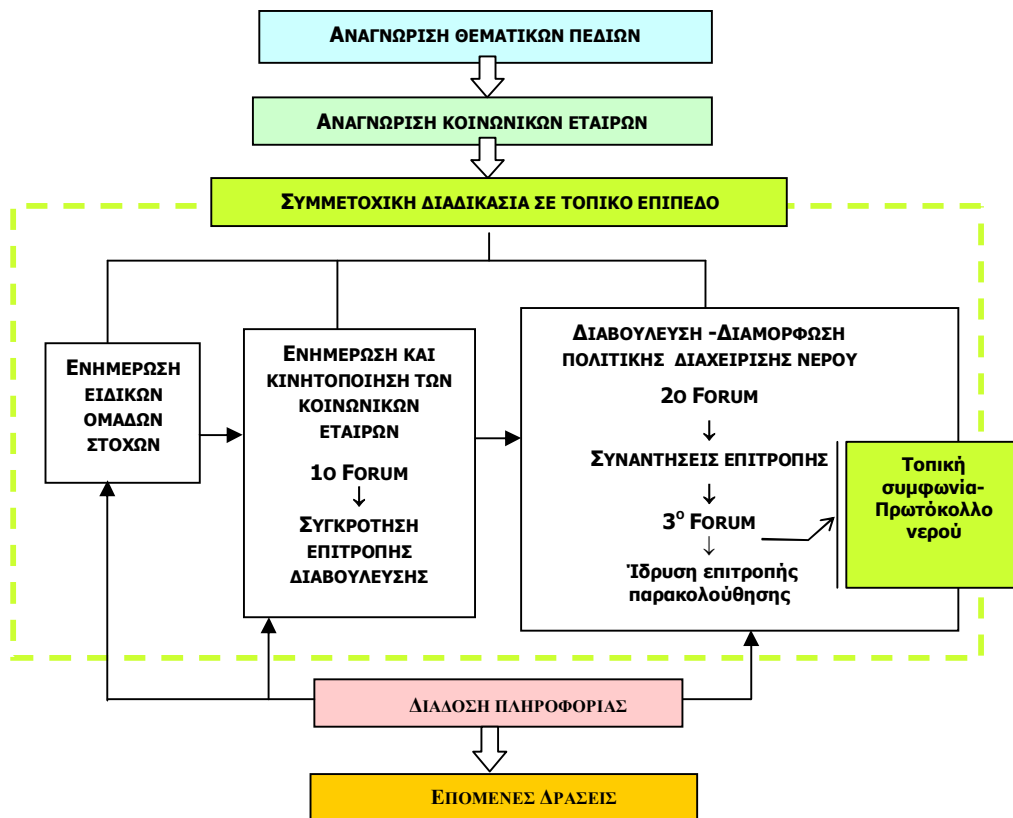 ΑΝΑΓΝΩΡΙΣΗ ΘΕΜΑΤΙΚΩΝ ΠΕΔΙΩΝ
ΑΝΑΓΝΩΡΙΣΗ ΚΟΙΝΩΝΙΚΩΝ ΕΤΑΙΡΩΝ
ΣΥΜΜΕΤΟΧΙΚΗ ΔΙΑΔΙΚΑΣΙΑ ΣΕ ΤΟΠΙΚΟ ΕΠΙΠΕΔΟ
ΕΝΗΜΕΡΩΣΗ
ΕΙΔΙΚΩΝ
ΟΜΑΔΩΝ
ΣΤΟΧΩΝ
ΕΝΗΜΕΡΩΣΗ ΚΑΙ
ΚΙΝΗΤΟΠΟΙΗΣΗ ΤΩΝ
ΚΟΙΝΩΝΙΚΩΝ
ΕΤΑΙΡΩΝ
1Ο FORUM
↓
ΣΥΓΚΡΟΤΗΣΗ
ΕΠΙΤΡΟΠΗΣ
ΔΙΑΒΟΥΛΕΥΣΗΣ
ΔΙΑΒΟΥΛΕΥΣΗ -ΔΙΑΜΟΡΦΩΣΗ
ΠΟΛΙΤΙΚΗΣ ΔΙΑΧΕΙΡΙΣΗΣ ΝΕΡΟΥ
2Ο FORUM
↓
ΣΥΝΑΝΤΗΣΕΙΣ ΕΠΙΤΡΟΠΗΣ
↓
3Ο FORUM
↓
Ίδρυση επιτροπής
παρακολούθησης
Τοπική
συμφωνία-
Πρωτόκολλο
νερού
ΔΙΑΔΟΣΗ ΠΛΗΡΟΦΟΡΙΑΣ
ΕΠΟΜΕΝΕΣ ΔΡΑΣΕΙΣ